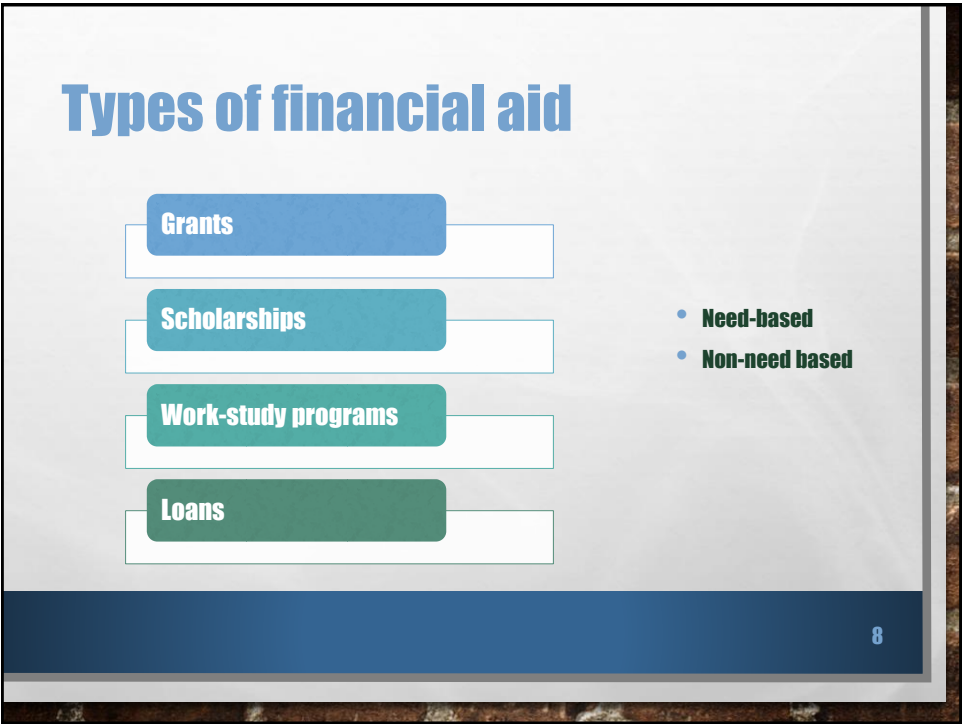 Types of financial aid
Grants
Scholarships
Work-study programs
Loans
Need-based
Non-need based
8